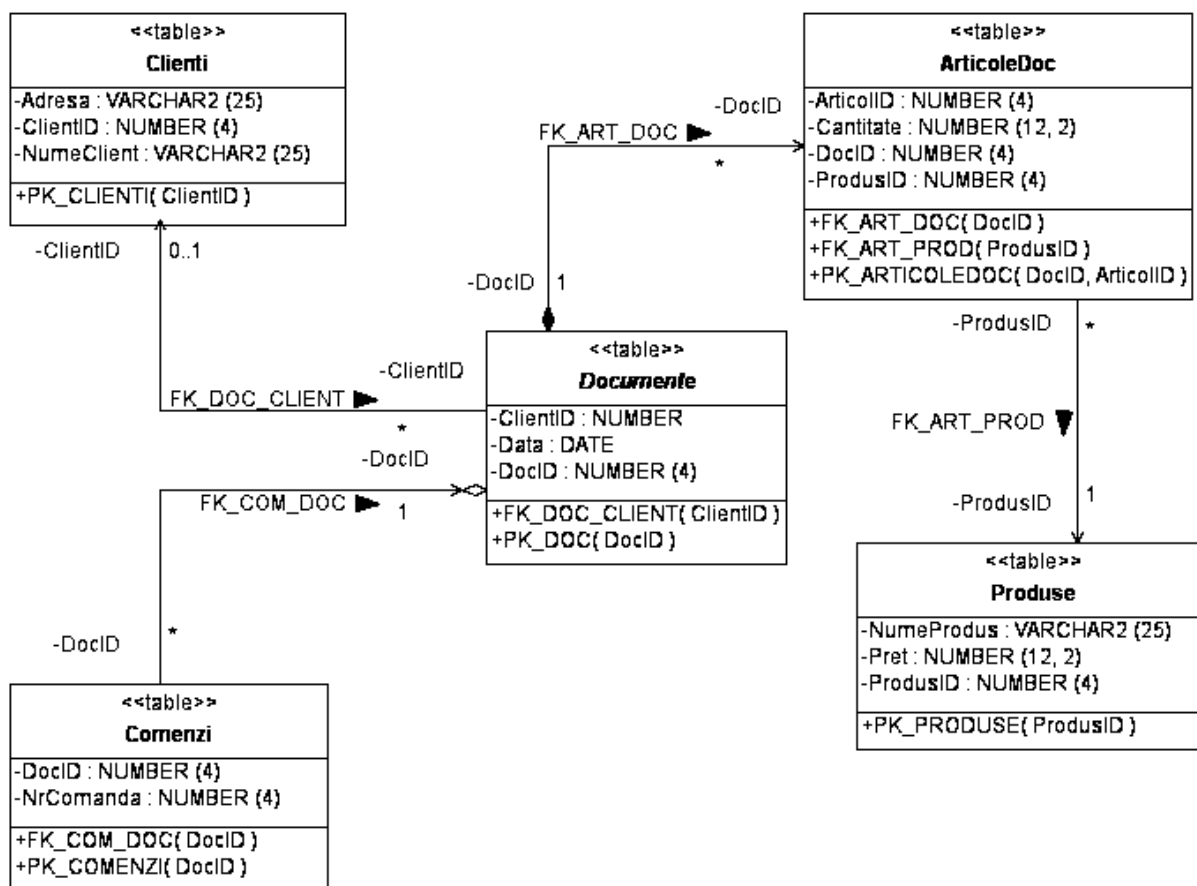 <<table>>
Clienti
-Adresa : VARCHAR2 (25)
-ClientID : NUMBER (4)
-NumeClient : VARCHAR2 (25)
+PK_CLIENTI( ClientID )
<<table>>
ArticoleDoc
-ArticolID : NUMBER (4)
-Cantitate : NUMBER (12, 2)
-DocID : NUMBER (4)
-ProdusID : NUMBER (4)
+FK_ART_DOC( DocID )
+FK_ART_PROD( ProdusID )
+PK_ARTICOLEDOC( DocID, ArticolID )
-DocID
FK_ART_DOC
*
-ClientID
0..1
-DocID
1
-ProdusID
*
<<table>>
Documente
-ClientID : NUMBER
-Data : DATE
-DocID : NUMBER (4)
+FK_DOC_CLIENT( ClientID )
+PK_DOC( DocID )
-ClientID
FK_DOC_CLIENT
*
-DocID
FK_COM_DOC
1
FK_ART_PROD
-ProdusID
1
<<table>>
Produse
-NumeProdus : VARCHAR2 (25)
-Pret : NUMBER (12, 2)
-ProdusID : NUMBER (4)
+PK_PRODUSE( ProdusID )
*
-DocID
<<table>>
Comenzi
-DocID : NUMBER (4)
-NrComanda : NUMBER (4)
+FK_COM_DOC( DocID )
+PK_COMENZI( DocID )